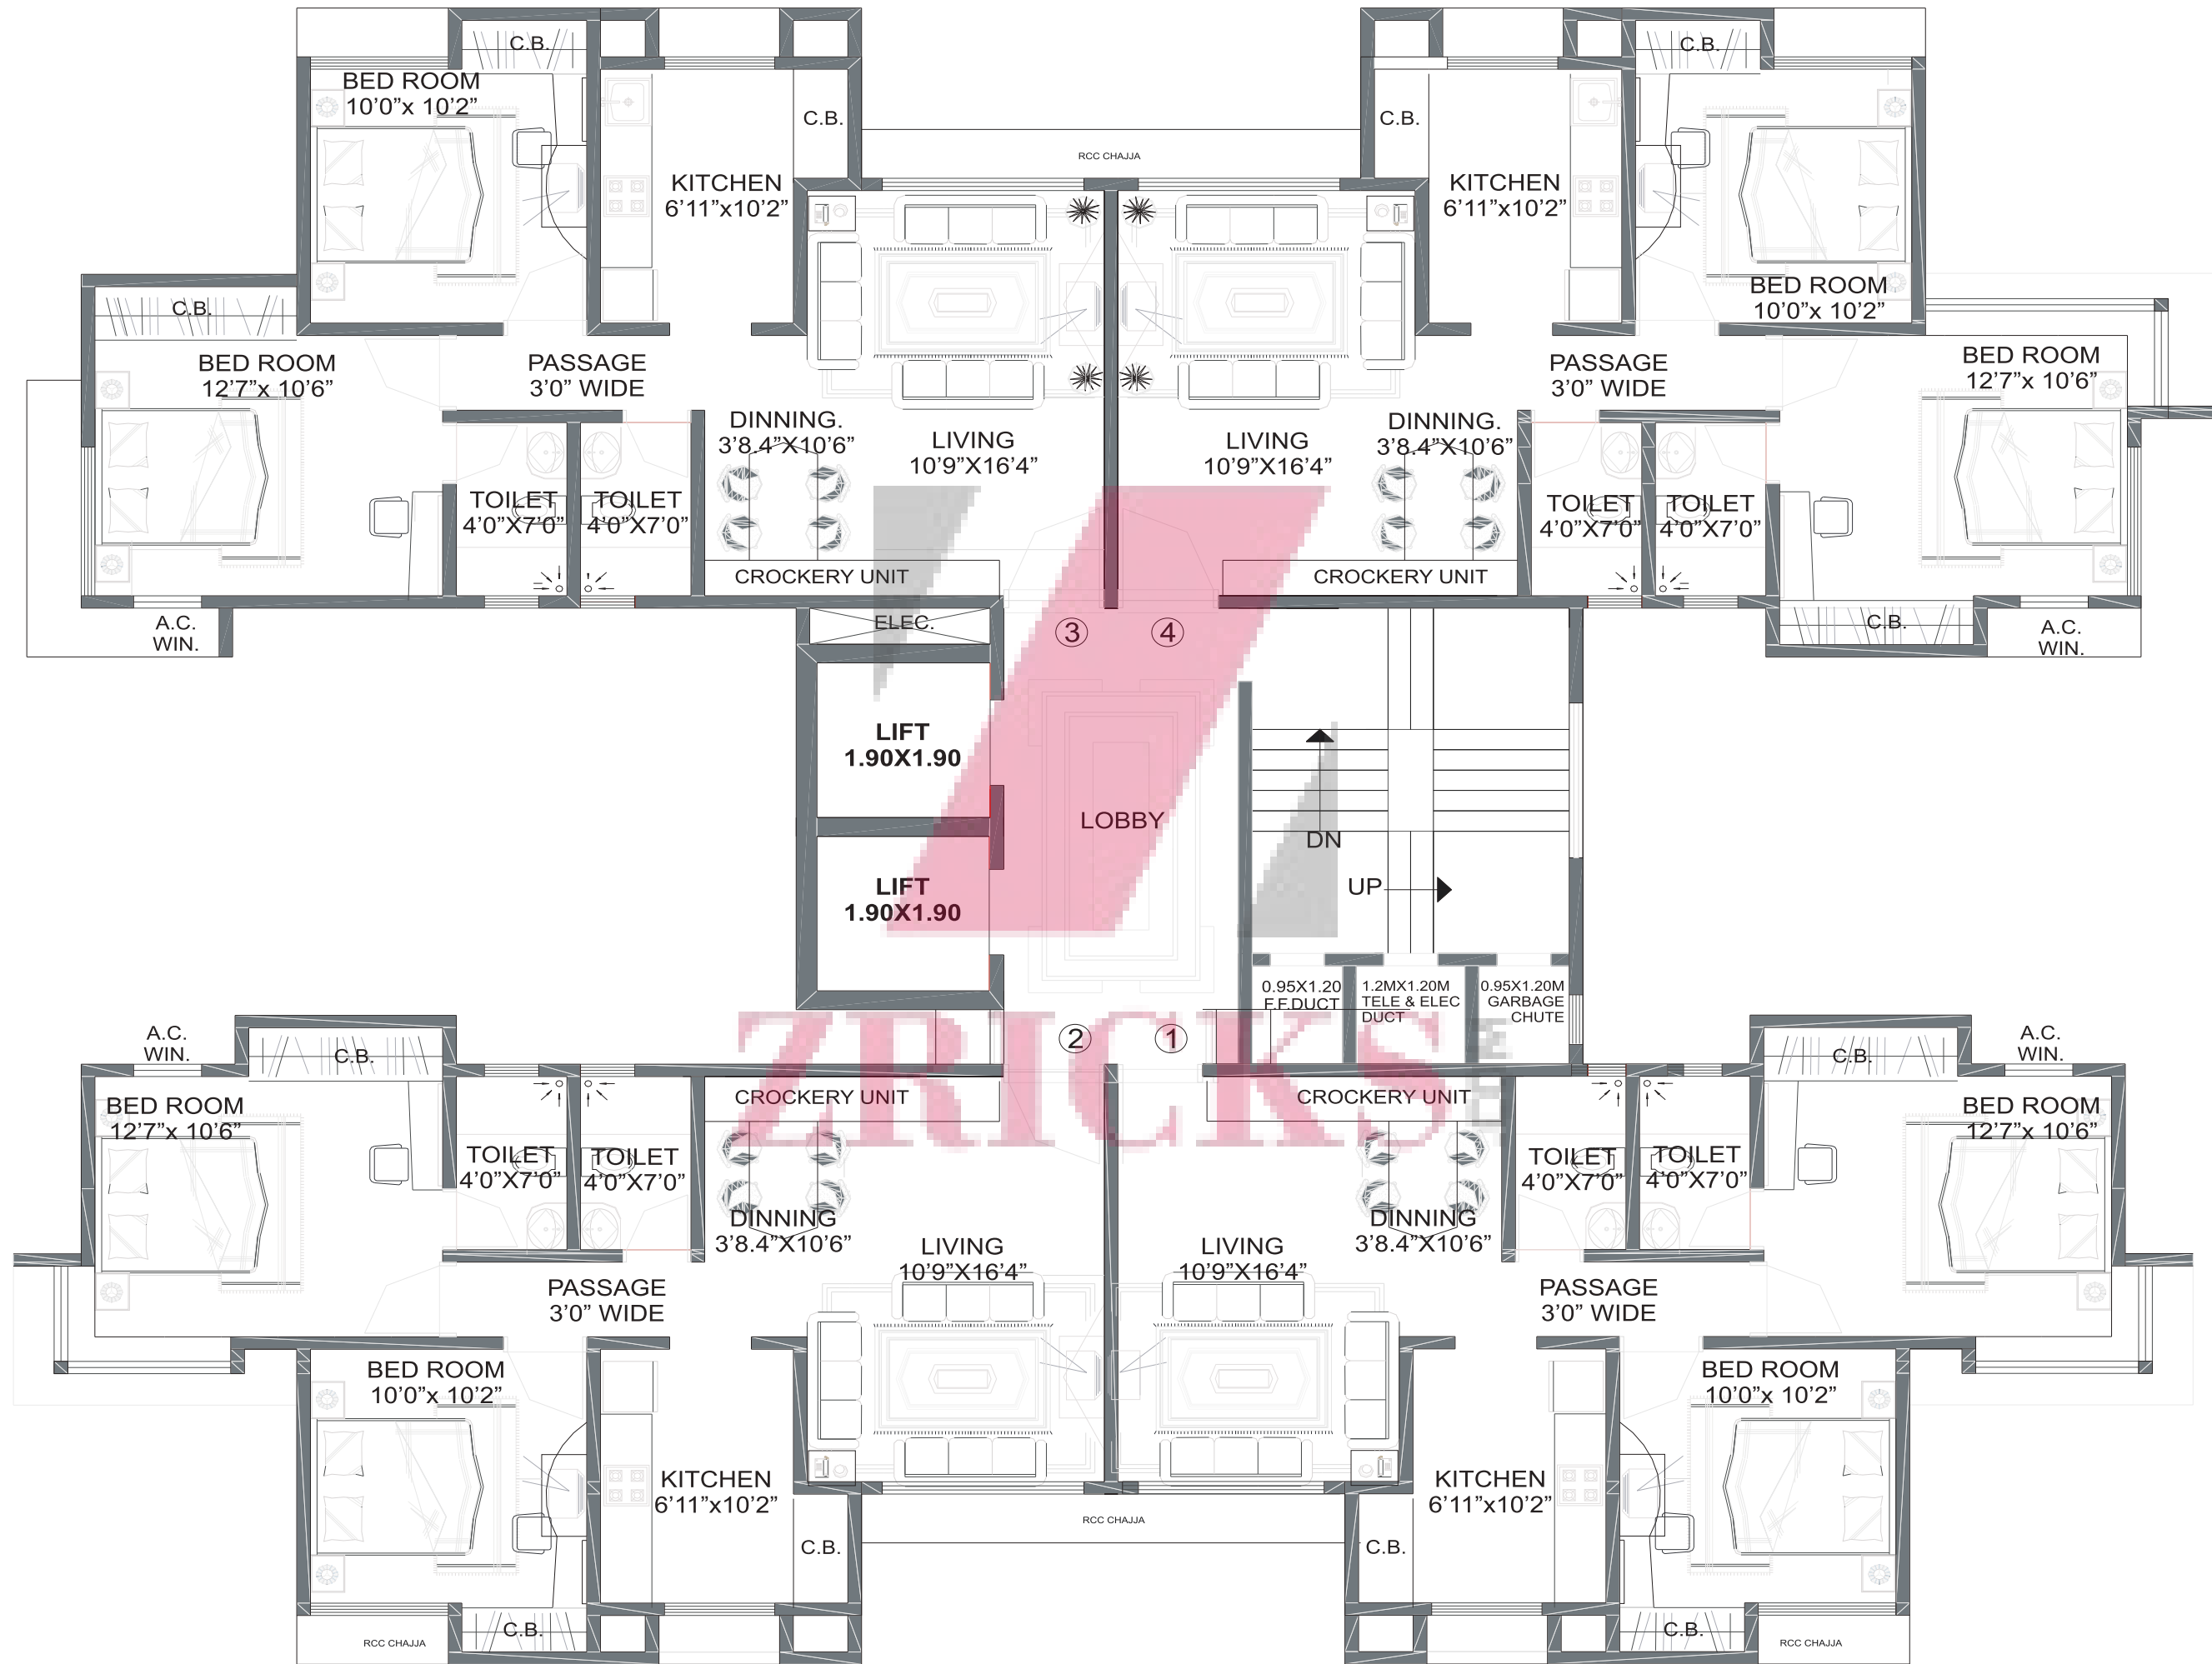 C.B.
C.B.
BED ROOM
10'0”x 10'2”
C.B.
C.B.
RCC CHAJJA
KITCHEN
6’11”x10’2”
KITCHEN
6’11”x10’2”
BED ROOM
10'0”x 10'2”
C.B.
BED ROOM
12'7”x 10’6”
PASSAGE
3’0” WIDE
PASSAGE
3’0” WIDE
BED ROOM
12'7”x 10’6”
DINNING.
3’8.4”X10’6”
LIVING
10’9”X16’4”
LIVING
10’9”X16’4”
DINNING.
3’8.4”X10’6”
TOILET
4’0”X7’0”
TOILET
4’0”X7’0”
TOILET
4’0”X7’0”
TOILET
4’0”X7’0”
CROCKERY UNIT
CROCKERY UNIT
A.C.
WIN.
ELEC.
3
4
C.B.
A.C.
WIN.
LIFT
1.90X1.90
LOBBY
DN
LIFT
1.90X1.90
UP
0.95X1.20
F.F.DUCT
1.2MX1.20M
TELE & ELEC
DUCT
0.95X1.20M
GARBAGE
CHUTE
ZRICKS
A.C.
WIN.
C.B.
2
1
C.B.
A.C.
WIN.
BED ROOM
12'7”x 10’6”
CROCKERY UNIT
CROCKERY UNIT
BED ROOM
12'7”x 10’6”
TOILET
4’0”X7’0”
TOILET
4’0”X7’0”
TOILET
4’0”X7’0”
TOILET
4’0”X7’0”
DINNING
3’8.4”X10’6”
LIVING
10’9”X16’4”
LIVING
10’9”X16’4”
DINNING
3’8.4”X10’6”
PASSAGE
3’0” WIDE
PASSAGE
3’0” WIDE
BED ROOM
10'0”x 10'2”
BED ROOM
10'0”x 10'2”
KITCHEN
6’11”x10’2”
KITCHEN
6’11”x10’2”
RCC CHAJJA
C.B.
C.B.
RCC CHAJJA
C.B.
C.B.
RCC CHAJJA